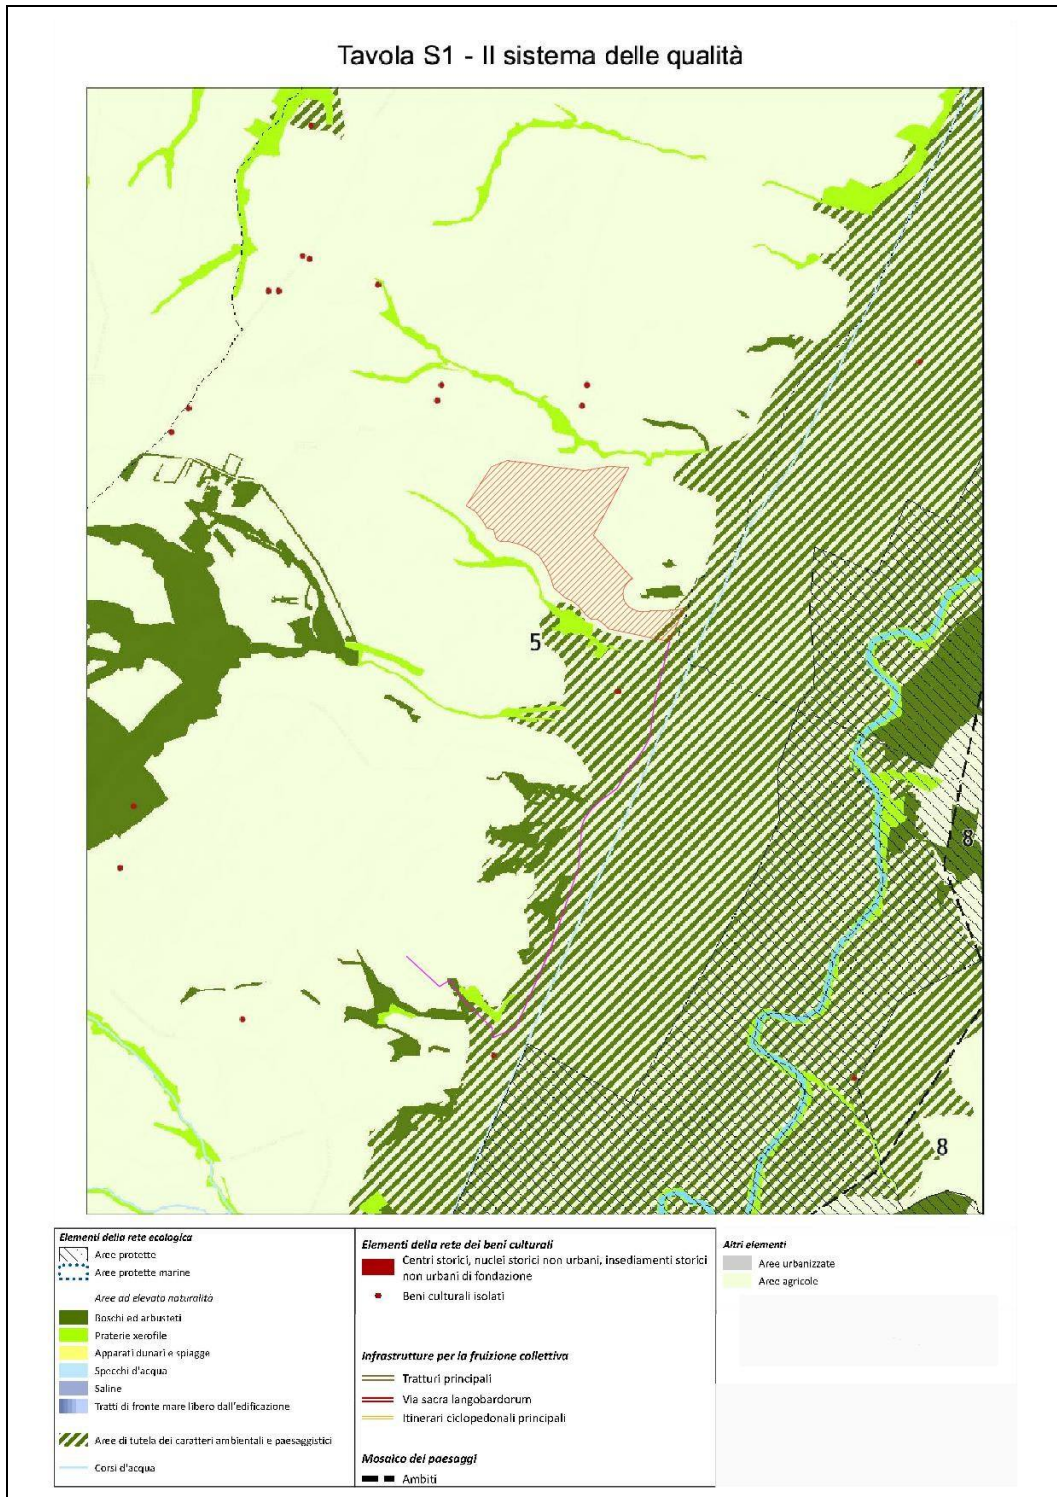 Tavola S1 - Il sistema delle qualità
5
8
8
Elementi della rete ecologica
Aree protette
Aree protette marine
Aree ad elevata naturalità
Boschi ed arbusteti
Praterie xerofile
Apparati dunari e spiagge
Specchi d'acqua
Saline
Tratti di fronte mare libero dall'edificazione
Aree di tutela dei caratteri ambientali e paesaggistici
Corsi d'acqua
Elementi della rete dei beni culturali
Centri storici, nuclei storici non urbani, insediamenti storici
non urbani di fondazione
Beni culturali isolati
Infrastrutture per la fruizione collettiva
Tratturi principali
Via sacra langobardorum
Itinerari ciclopedonali principali
Mosaico dei paesaggi
Ambiti
Altri elementi
Aree urbanizzate
Aree agricole